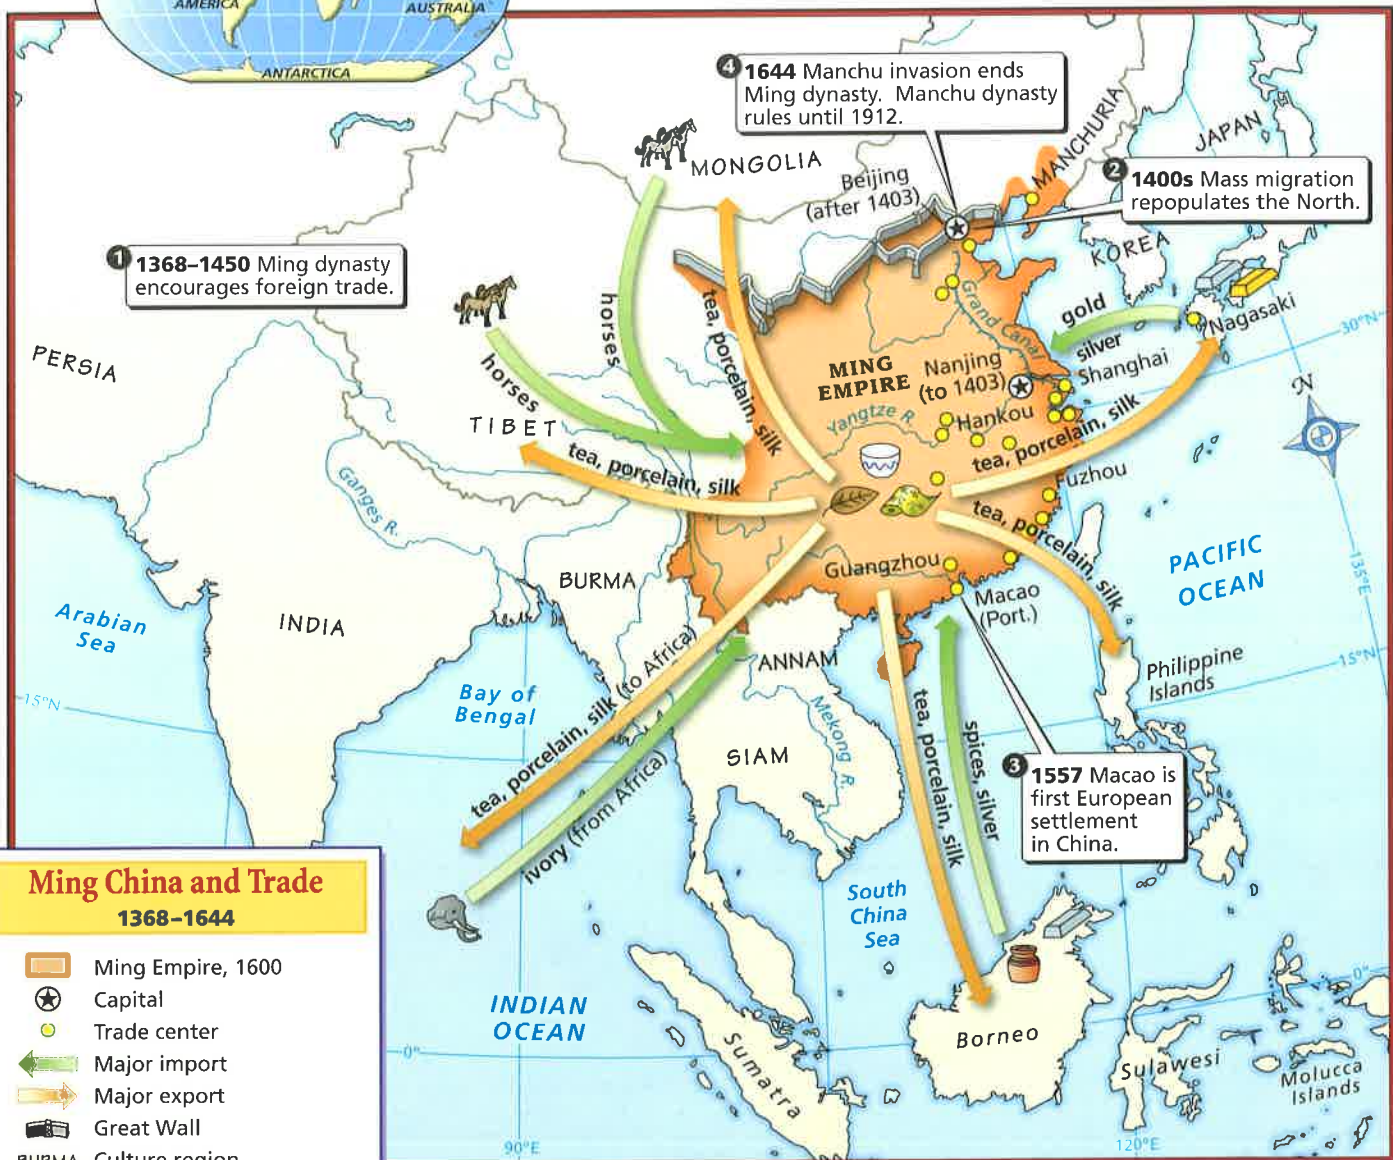 AMERICA
AUSTRALIA
ANTARCTICA
4 1644 Manchu invasion ends
Ming dynasty. Manchu dynasty
rules until 1912.
MANCHURIA
JAPAN
MONGOLIA
Beijing
(after 1403)
2 1400s Mass migration
repopulates the North.
KOREA
1 1368–1450 Ming dynasty
encourages foreign trade.
horses
tea, porcelain, silk
Grand Canal
gold
silver
Nagasaki
30°N
PERSIA
horses
MING
EMPIRE
Nanjing
(to 1403)
Shanghai
N
TIBET
Yangtze R.
Hankou
tea, porcelain, silk
tea, porcelain, silk
Ganges R.
Fuzhou
tea, porcelain, silk
PACIFIC
OCEAN
135°E
BURMA
Guangzhou
Macao
(Port.)
Arabian
Sea
INDIA
15°N
ANNAM
Philippine
Islands
15°N
Bay of
Bengal
tea, porcelain, silk (to Africa)
ivory (from Africa)
SIAM
Mekong R.
tea, porcelain, silk
spices, silver
3 1557 Macao is
first European
settlement
in China.
South
China
Sea
INDIAN
OCEAN
0°
0°
Sumatra
Borneo
Sulawesi
Molucca
Islands
90°E
120°E
Ming China and Trade
1368–1644
Ming Empire, 1600
Capital
Trade center
Major import
Major export
Great Wall
BURMA Culture region